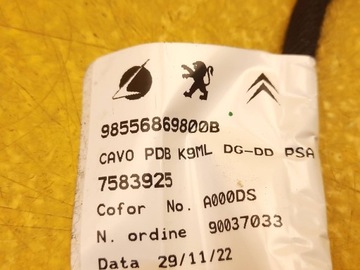 98556869800B
CAVO PDB K9ML DG-DD PSA
7583925
Cofor No. A000DS
N. ordine 90037033
Data 29/11/22